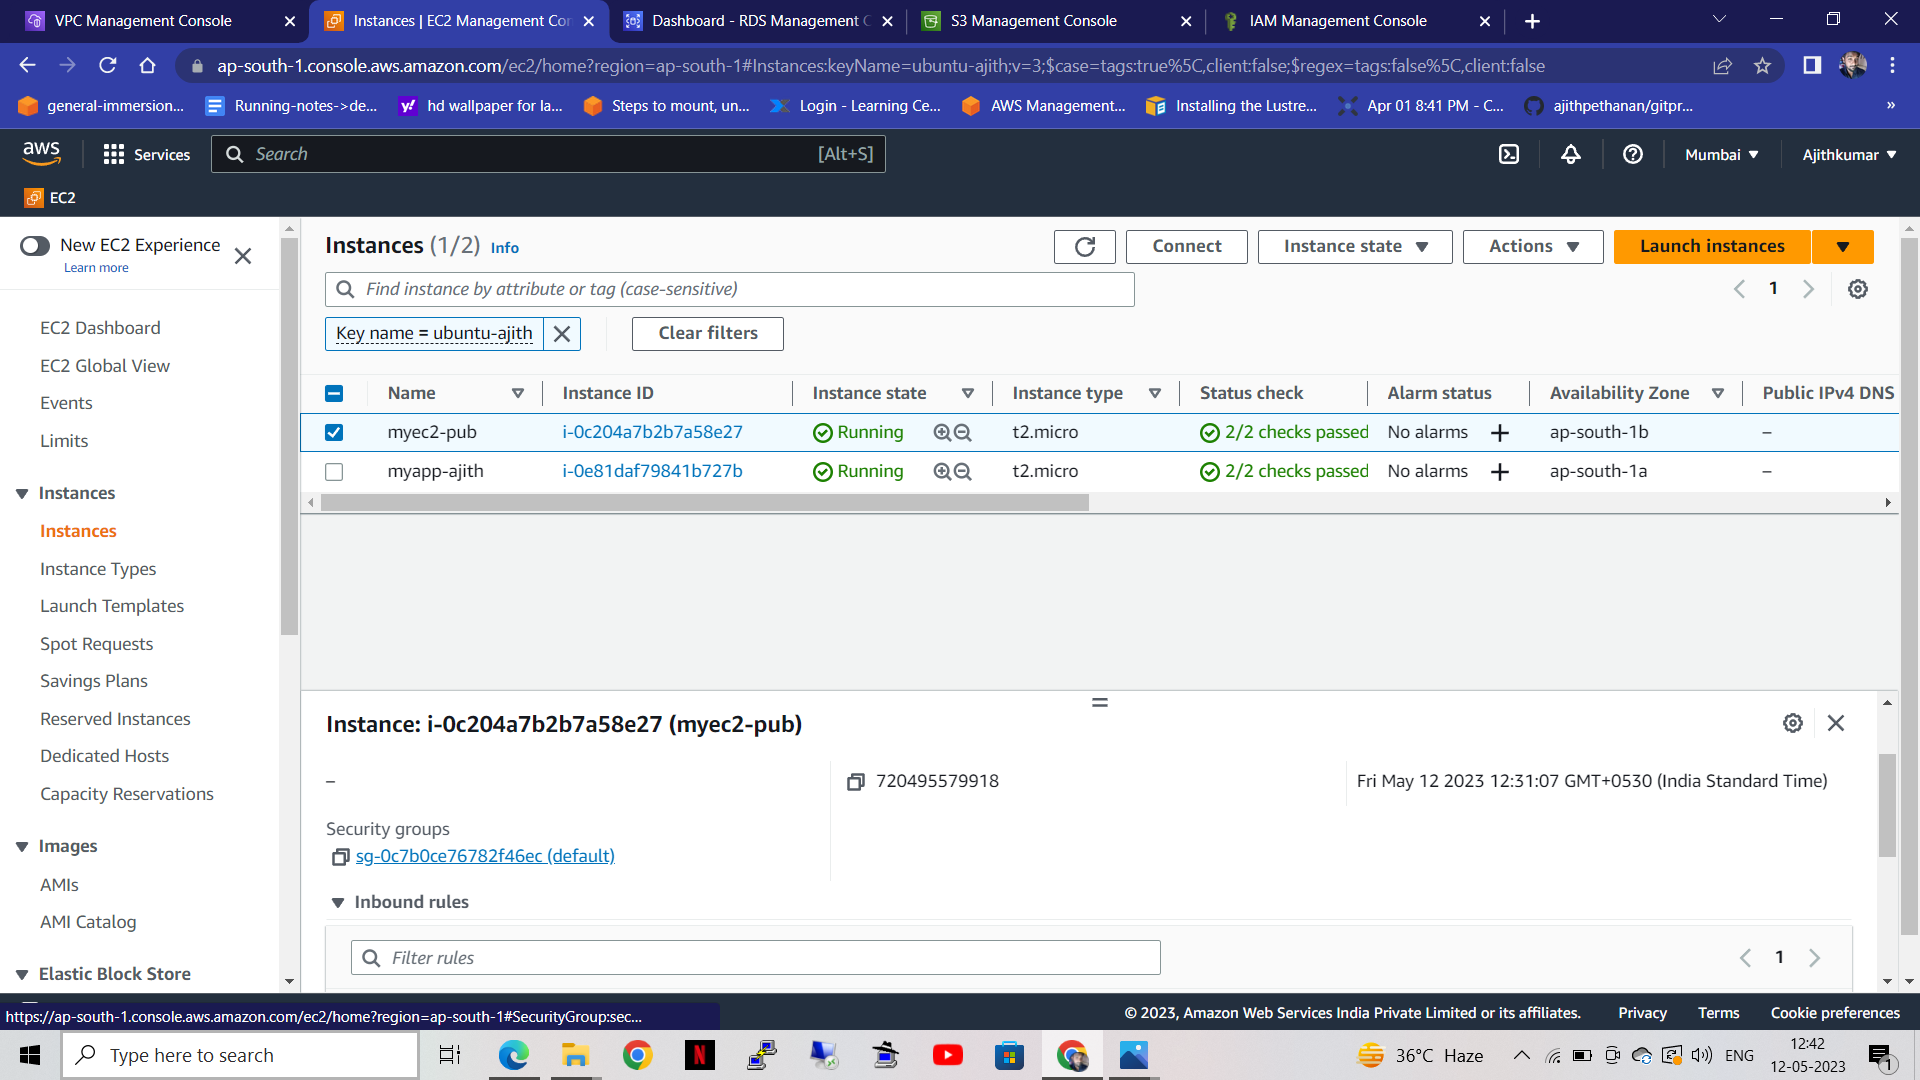 VPC Management Console
Instances | EC2 Management Con
Dashboard - RDS Management C
S3 Management Console
IAM Management Console
ap-south-1.console.aws.amazon.com/ec2/home?region=ap-south-1#Instances:keyName=ubuntu-ajith;v=3;$case=tags:true%5C,client:false;$regex=tags:false%5C,client:false
general-immersion...
Running-notes->de...
hd wallpaper for la...
Steps to mount, un...
Login - Learning Ce...
AWS Management...
Installing the Lustre...
Apr 01 8:41 PM - C...
ajithpethanan/gitpr...
»
aws
Services
Search
[Alt+S]
Mumbai
Ajithkumar
EC2
New EC2 Experience
Learn more
EC2 Dashboard
EC2 Global View
Events
Limits
Instances
Instances
Instance Types
Launch Templates
Spot Requests
Savings Plans
Reserved Instances
Dedicated Hosts
Capacity Reservations
Images
AMIs
AMI Catalog
Elastic Block Store
Instances (1/2) Info
Connect
Instance state
Actions
Launch instances
Find instance by attribute or tag (case-sensitive)
1
Key name = ubuntu-ajith
Clear filters
Name Instance ID Instance state Instance type Status check Alarm status Availability Zone Public IPv4 DNS
myec2-pub i-0c204a7b2b7a58e27 Running t2.micro 2/2 checks passed No alarms + ap-south-1b –
myapp-ajith i-0e81daf79841b727b Running t2.micro 2/2 checks passed No alarms + ap-south-1a –
Instance: i-0c204a7b2b7a58e27 (myec2-pub)
–
720495579918
Fri May 12 2023 12:31:07 GMT+0530 (India Standard Time)
Security groups
sg-0c7b0ce76782f46ec (default)
Inbound rules
Filter rules
1
https://ap-south-1.console.aws.amazon.com/ec2/home?region=ap-south-1#SecurityGroup:sec...
© 2023, Amazon Web Services India Private Limited or its affiliates.
Privacy
Terms
Cookie preferences
Type here to search
36°C Haze
ENG
12:42
12-05-2023
1